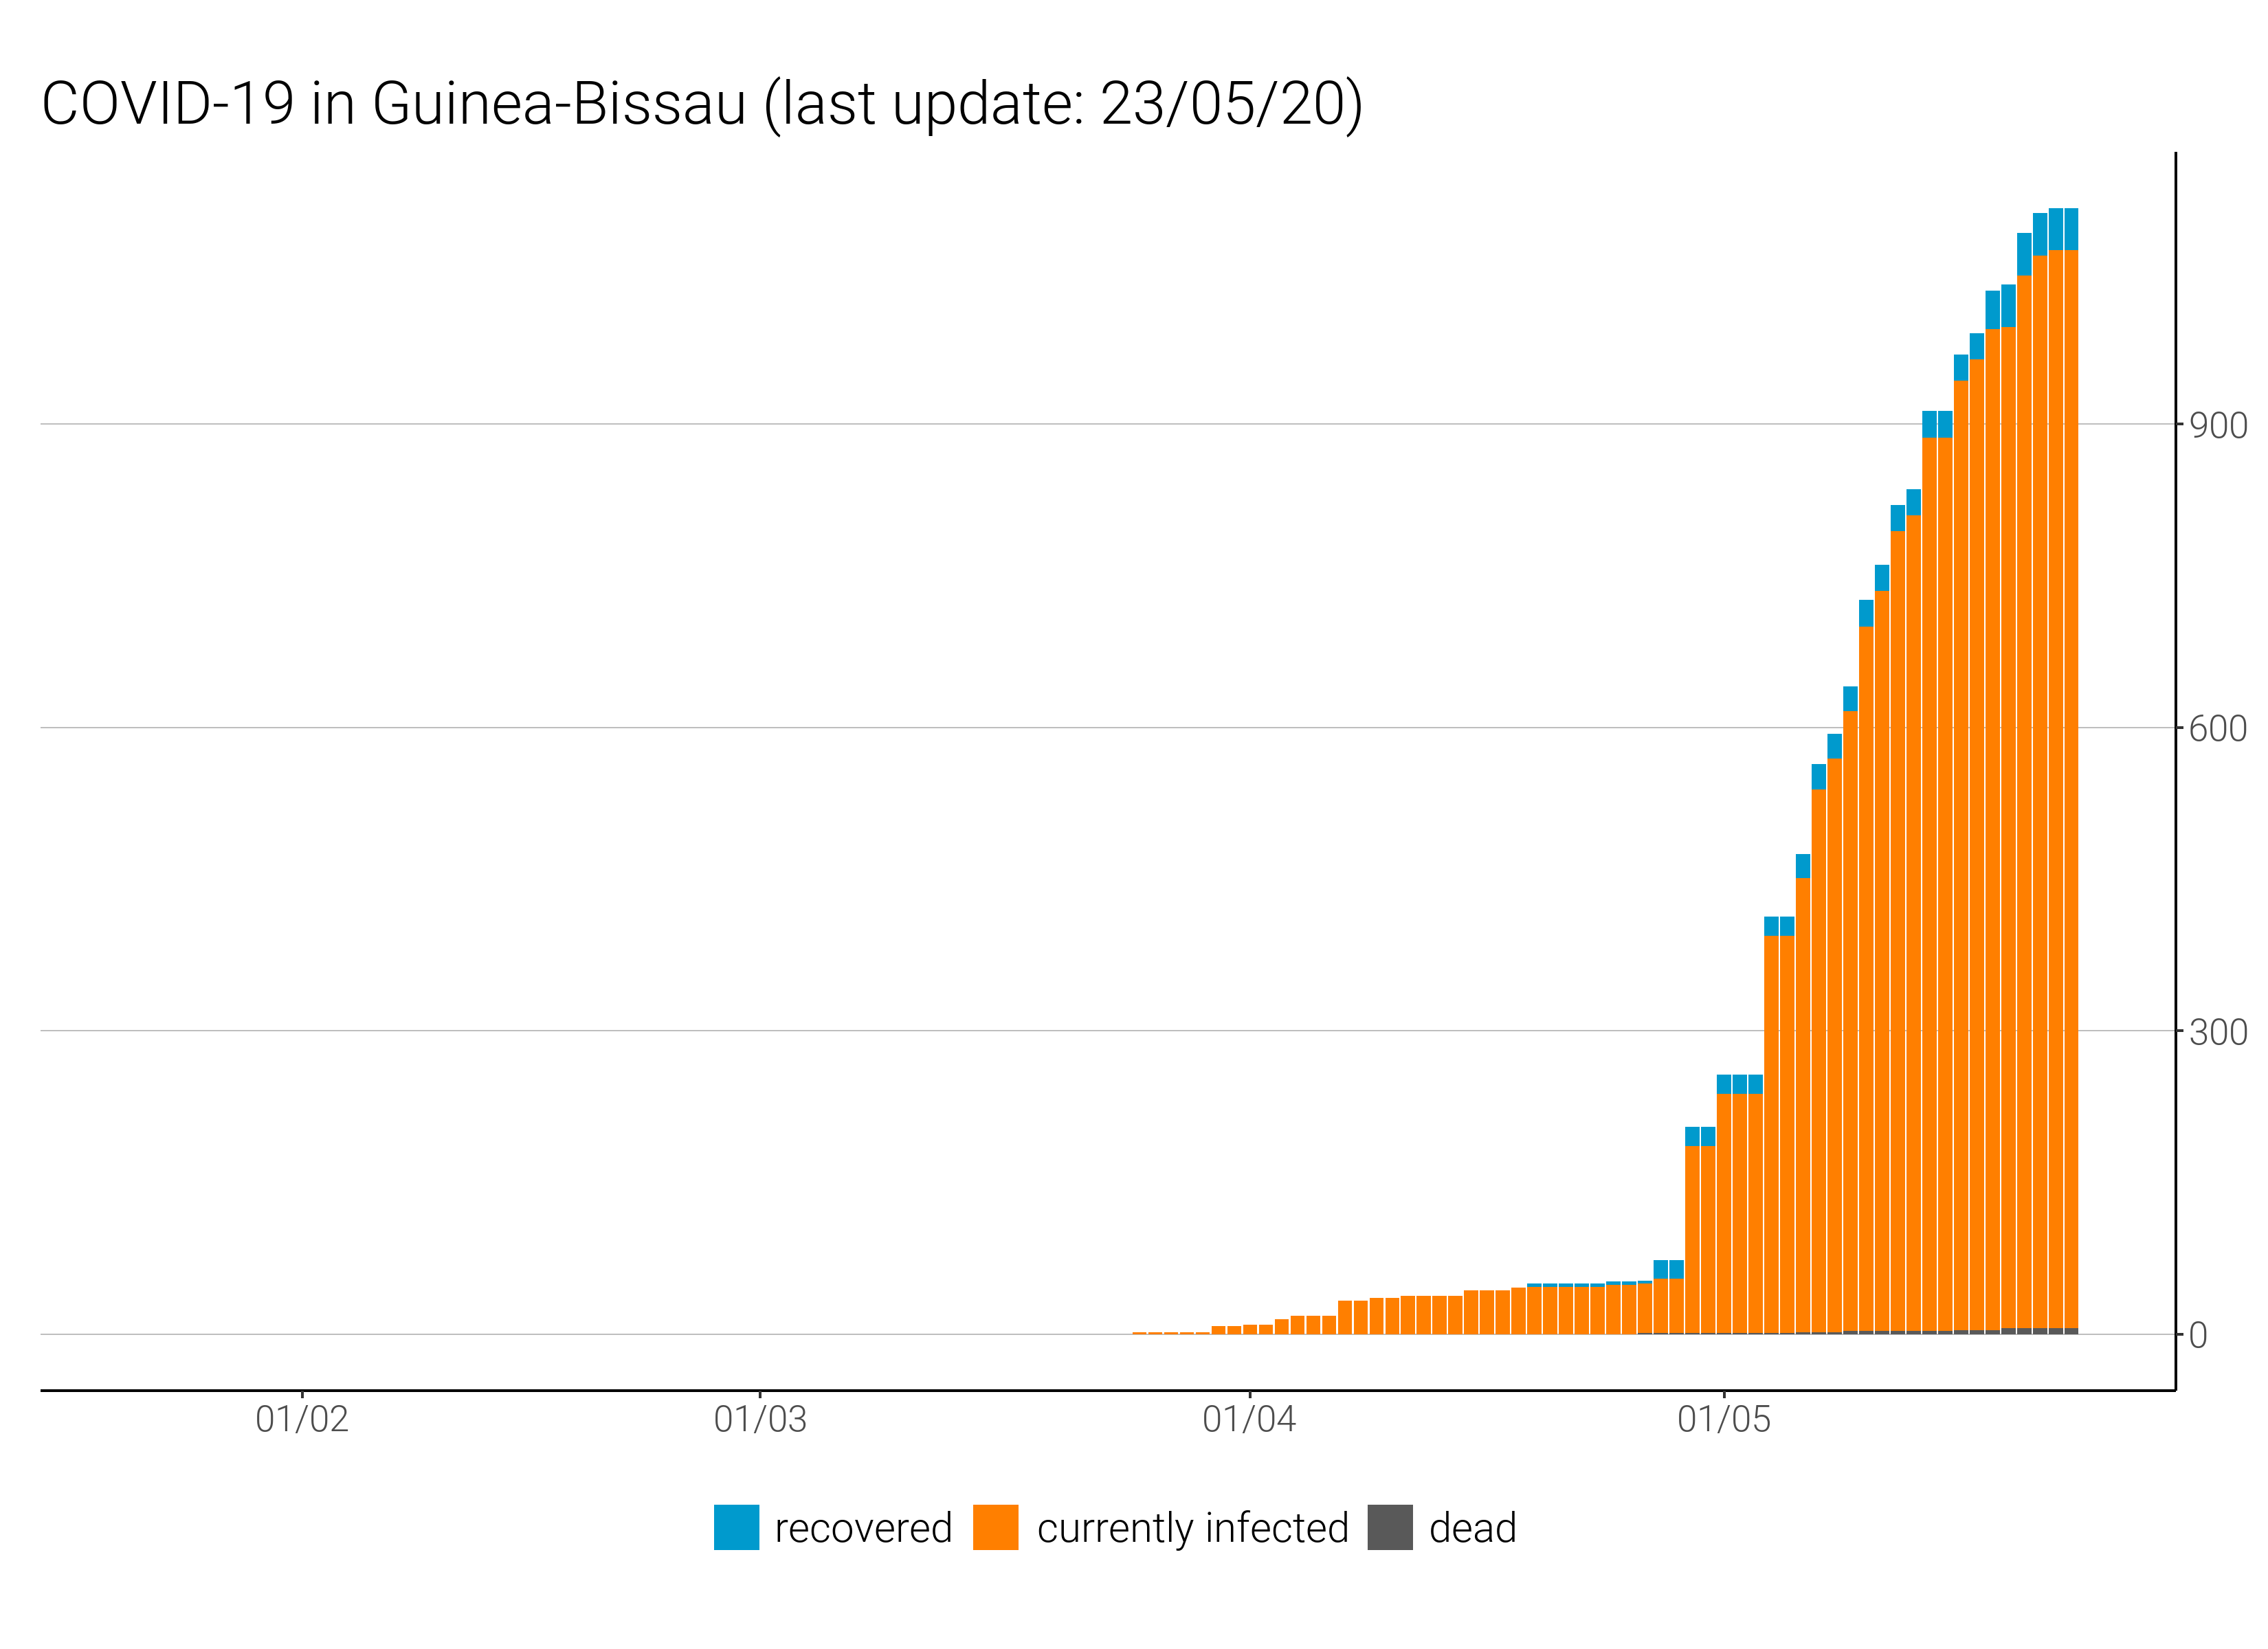 COVID-19 in Guinea-Bissau (last update: 23/05/20)
900
600
300
0
01/02 01/03 01/04 01/05
recovered currently infected dead